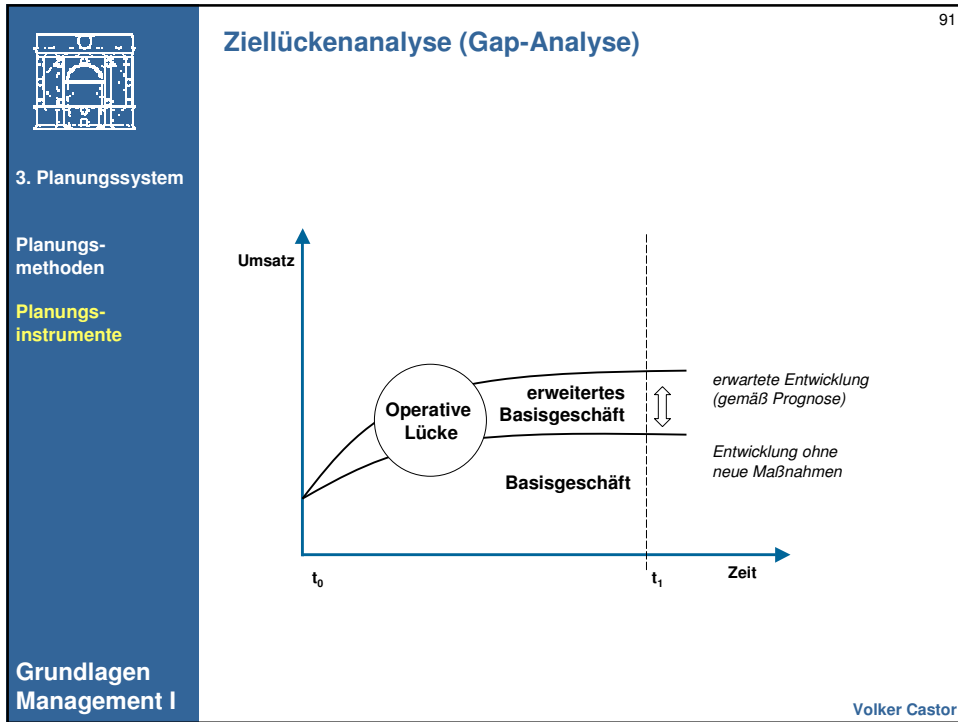 91
Ziellückenanalyse (Gap-Analyse)
3. Planungssystem
Planungs-
methoden
Planungs-
instrumente
Umsatz
Operative
Lücke
erweitertes
Basisgeschäft
erwartete Entwicklung
(gemäß Prognose)
Basisgeschäft
Entwicklung ohne
neue Maßnahmen
t₀
t₁
Zeit
Grundlagen
Management I
Volker Castor